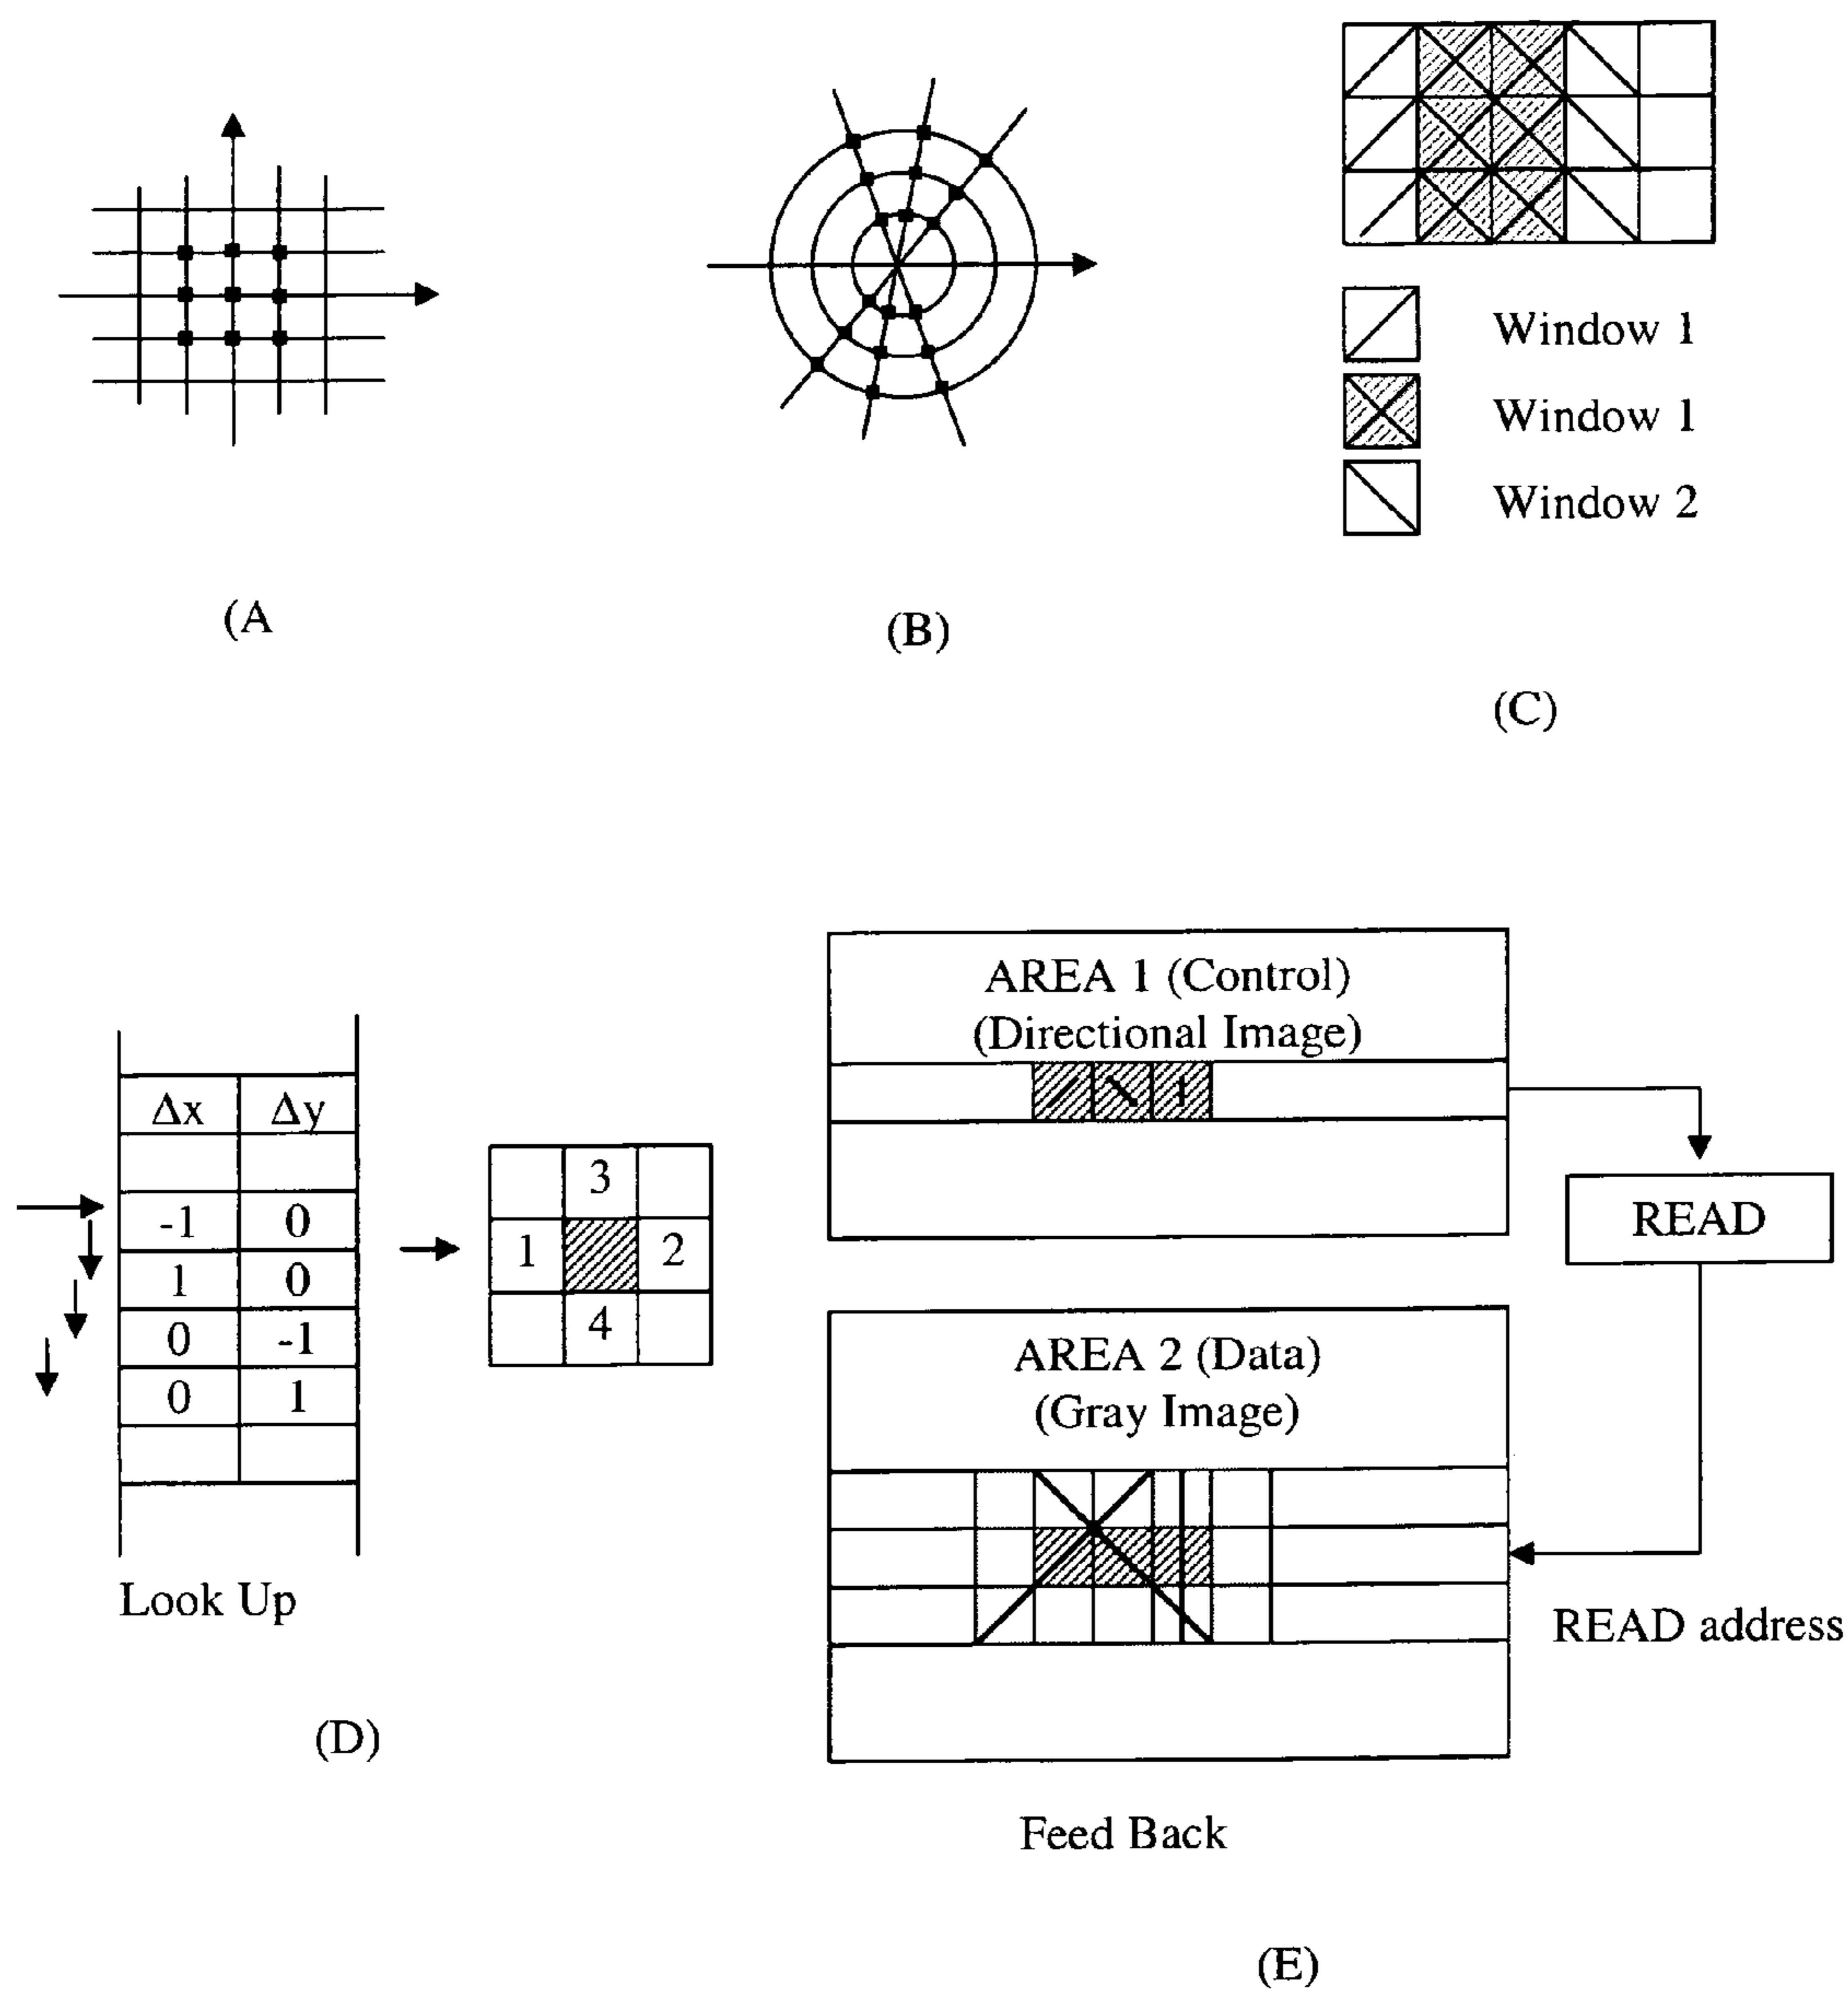 Window 1
Window 1
Window 2
(A
(B)
(C)
Δx Δy
-1 0
1 0
0 -1
0 1
Look Up
3
1 2
4
(D)
AREA 1 (Control)
(Directional Image)
READ
AREA 2 (Data)
(Gray Image)
READ address
Feed Back
(E)